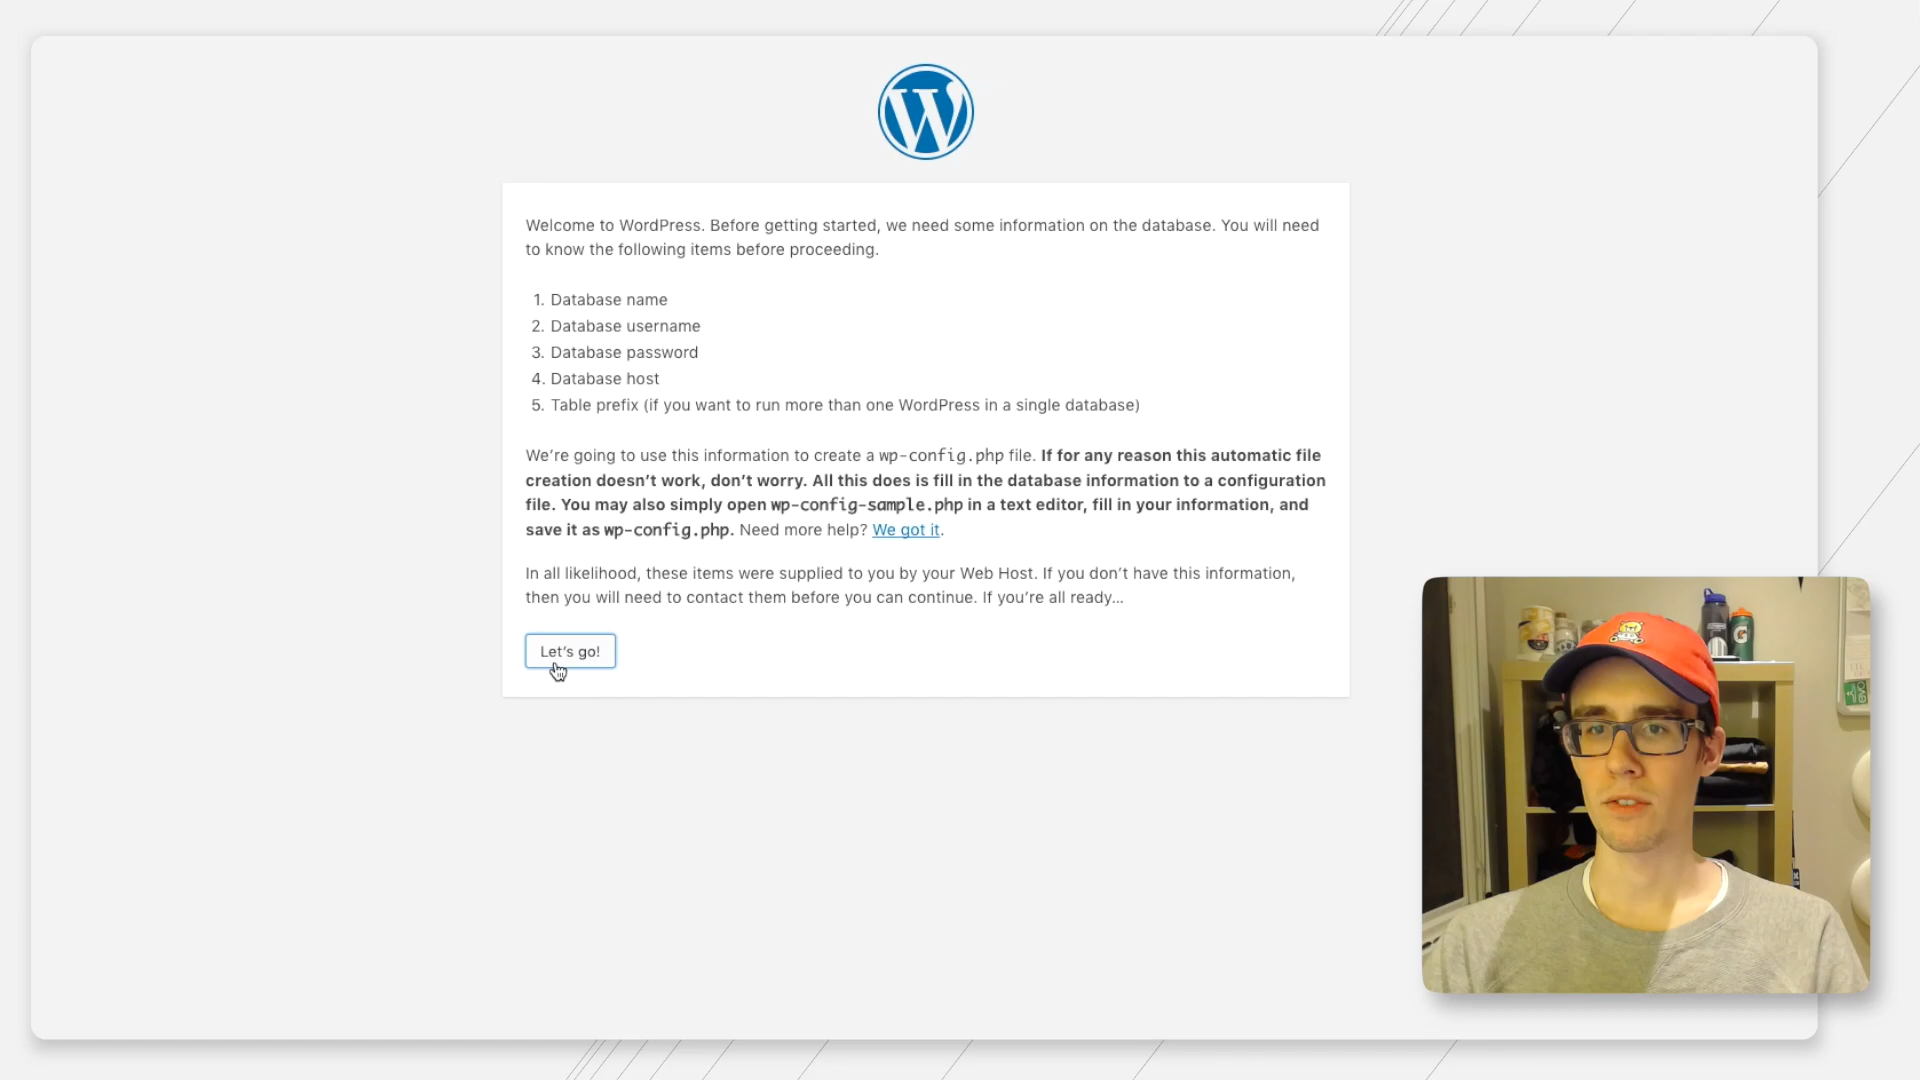 Welcome to WordPress. Before getting started, we need some information on the database. You will need
to know the following items before proceeding.
1. Database name
2. Database username
3. Database password
4. Database host
5. Table prefix (if you want to run more than one WordPress in a single database)
We’re going to use this information to create a wp-config.php file. If for any reason this automatic file
creation doesn’t work, don’t worry. All this does is fill in the database information to a configuration
file. You may also simply open wp-config-sample.php in a text editor, fill in your information, and
save it as wp-config.php. Need more help? We got it.
In all likelihood, these items were supplied to you by your Web Host. If you don’t have this information,
then you will need to contact them before you can continue. If you’re all ready…
Let’s go!